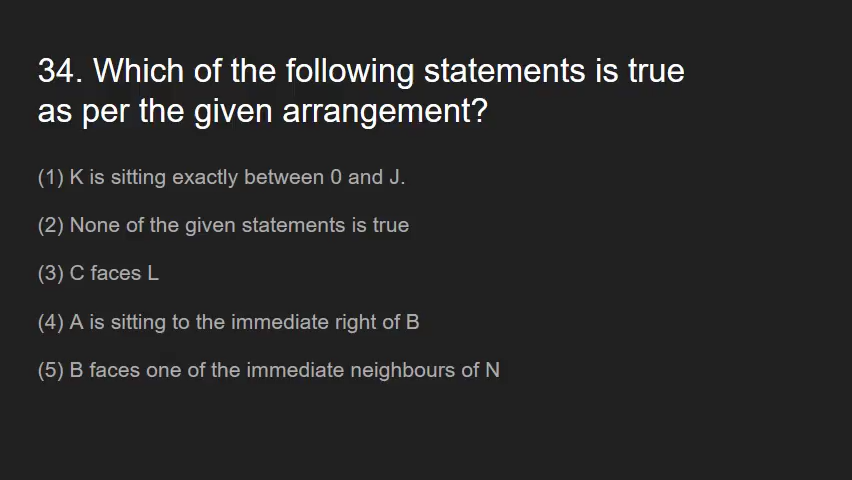 34. Which of the following statements is true
as per the given arrangement?
(1) K is sitting exactly between 0 and J.
(2) None of the given statements is true
(3) C faces L
(4) A is sitting to the immediate right of B
(5) B faces one of the immediate neighbours of N